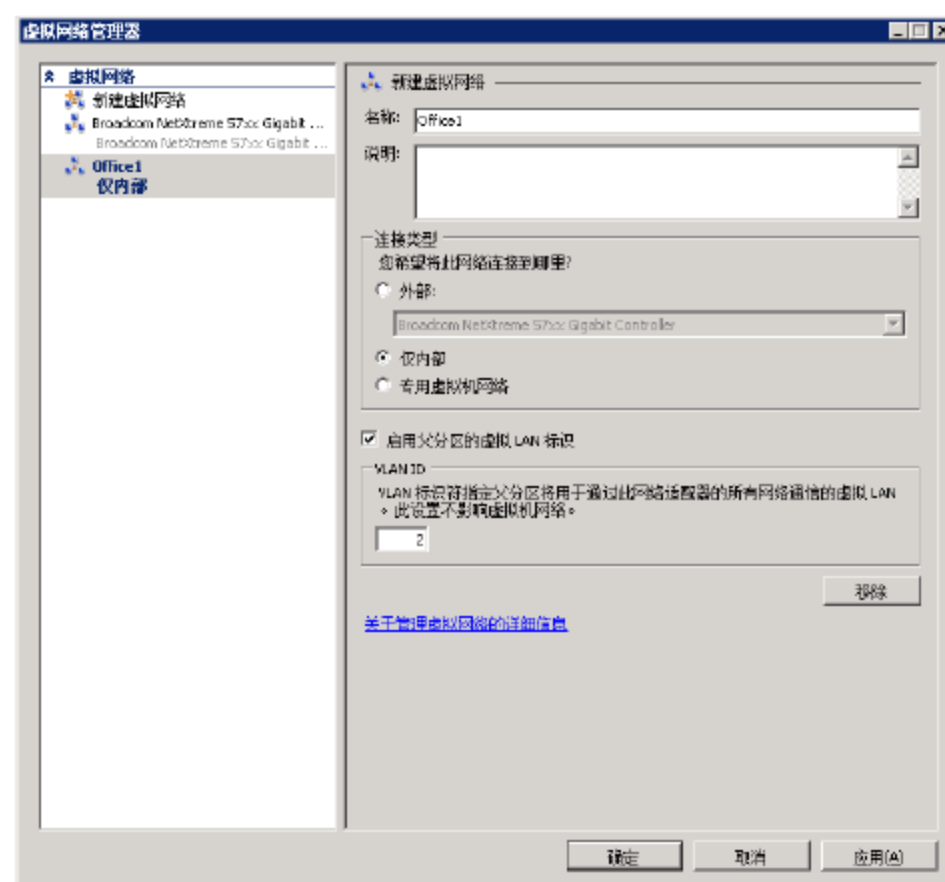 虚拟网络管理器
虚拟网络
新建虚拟网络
Broadcom NetXtreme 57xx Gigabit ...
Broadcom NetXtreme 57xx Gigabit ...
Office1
仅内部
新建虚拟网络
名称: Office1
说明:
连接类型
您希望将此网络连接到哪里?
外部:
Broadcom NetXtreme 57xx Gigabit Controller
仅内部
专用虚拟机网络
启用父分区的虚拟 LAN 标识
VLAN ID
VLAN 标识符指定父分区将用于通过此网络适配器的所有网络通信的虚拟 LAN
。此设置不影响虚拟机网络。
2
移除
关于管理虚拟网络的详细信息
确定 取消 应用(A)